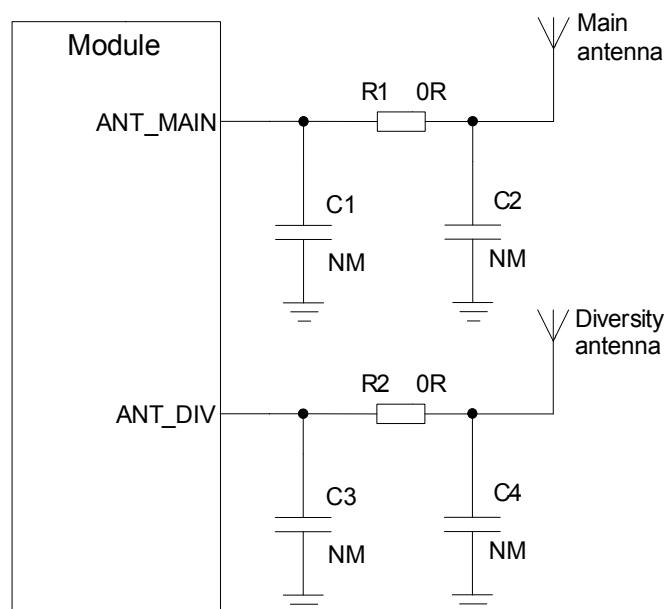 Module
Main
antenna
R1 0R
ANT_MAIN
C1
C2
NM
NM
Diversity
antenna
R2 0R
ANT_DIV
C3
C4
NM
NM